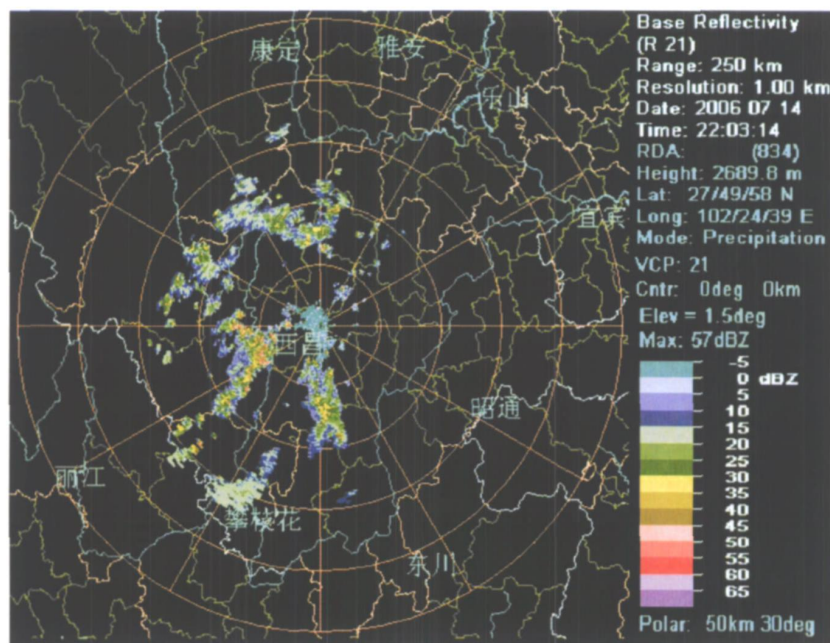 康定
雅安
乐山
宜宾
西昌
昭通
丽江
攀枝花
东川
Base Reflectivity
(R 21)
Range: 250 km
Resolution: 1.00 km
Date: 2006 07 14
Time: 22:03:14
RDA: (834)
Height: 2689.8 m
Lat: 27/49/58 N
Long: 102/24/39 E
Mode: Precipitation
VCP: 21
Cntr: 0deg 0km
Elev = 1.5deg
Max: 57dBZ
-5
0 dBZ
5
10
15
20
25
30
35
40
45
50
55
60
65
Polar: 50km 30deg